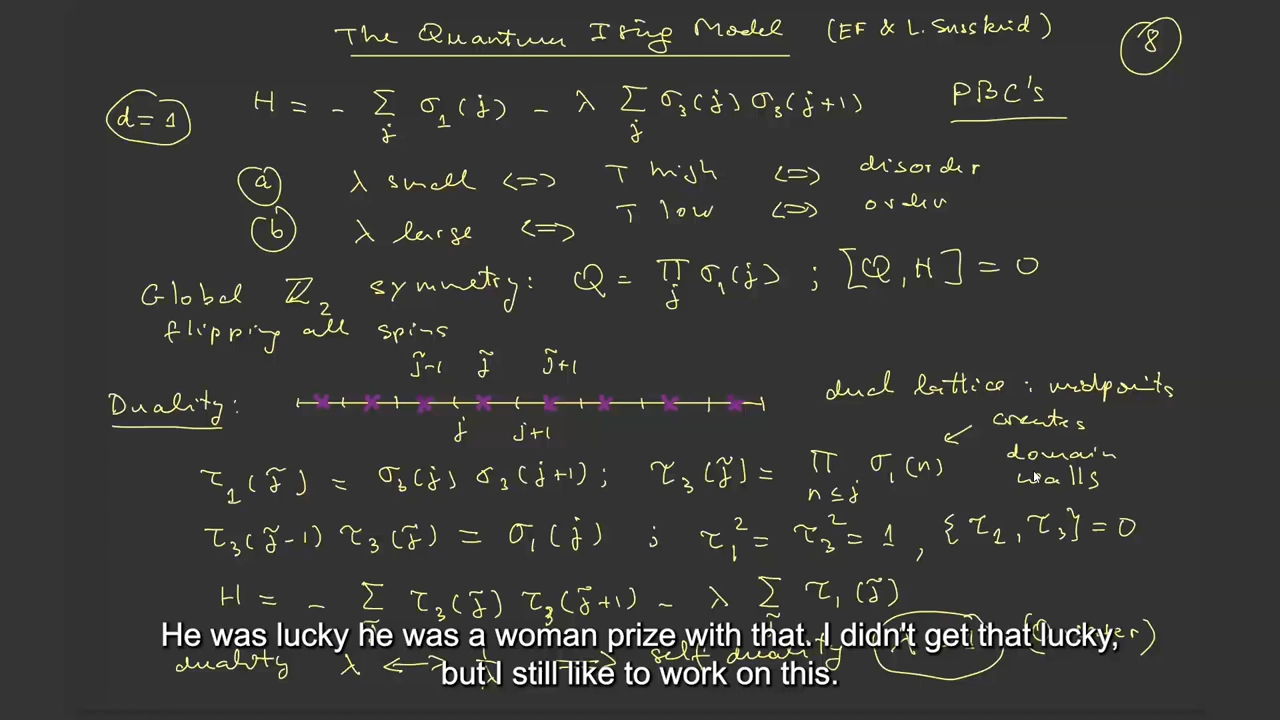 The Quantum Ising Model (EF & L. Susskind) 8
d=1 H = - Σ_j σ₁(j) - λ Σ_j σ₃(j) σ₃(j+1) PBC's
a λ small <=> T high <=> disorder
b λ large <=> T low <=> order
Global ℤ₂ symmetry: Q = Π_j σ₁(j) ; [Q, H] = 0
flipping all spins
j̃-1 j̃ j̃+1
Duality: dual lattice: midpoints
j j+1
creates
domain
walls
τ₁(j̃) = σ₃(j) σ₃(j+1); τ₃(j̃) = Π_{n≤j} σ₁(n)
τ₃(j̃-1) τ₃(j̃) = σ₁(j) ; τ₁² = τ₃² = 1, {τ₁, τ₃} = 0
H = - Σ τ₃(j̃) τ₃(j̃+1) - λ Σ τ₁(j̃)
duality λ <-> self duality
He was lucky he was a woman prize with that. I didn't get that lucky,
but I still like to work on this.